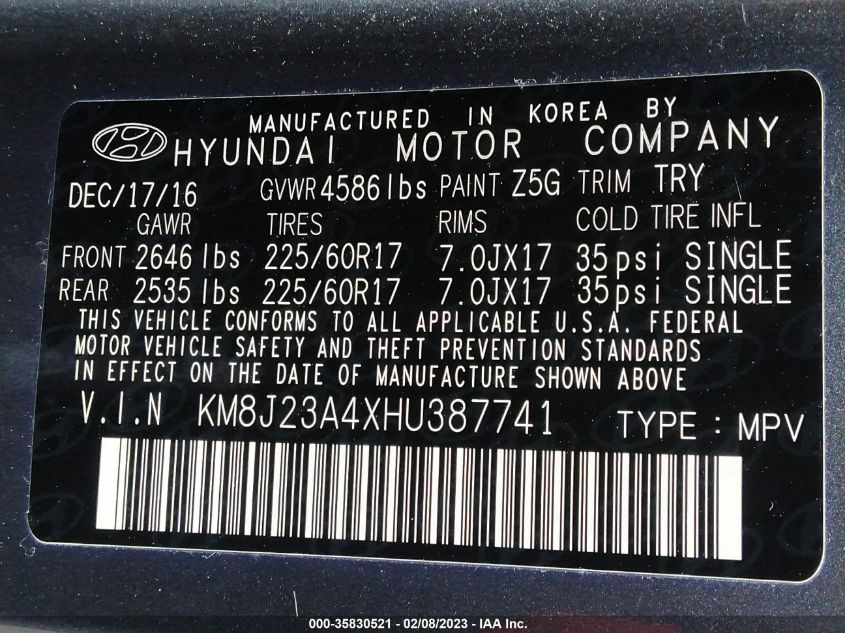 MANUFACTURED IN KOREA BY
HYUNDAI MOTOR COMPANY
DEC/17/16 GVWR 4586 lbs PAINT Z5G TRIM TRY
GAWR TIRES RIMS COLD TIRE INFL
FRONT 2646 lbs 225/60R17 7.0JX17 35psi SINGLE
REAR 2535 lbs 225/60R17 7.0JX17 35psi SINGLE
THIS VEHICLE CONFORMS TO ALL APPLICABLE U.S.A. FEDERAL
MOTOR VEHICLE SAFETY AND THEFT PREVENTION STANDARDS
IN EFFECT ON THE DATE OF MANUFACTURE SHOWN ABOVE
V.I.N KM8J23A4XHU387741 TYPE : MPV
000-35830521 - 02/08/2023 - IAA Inc.